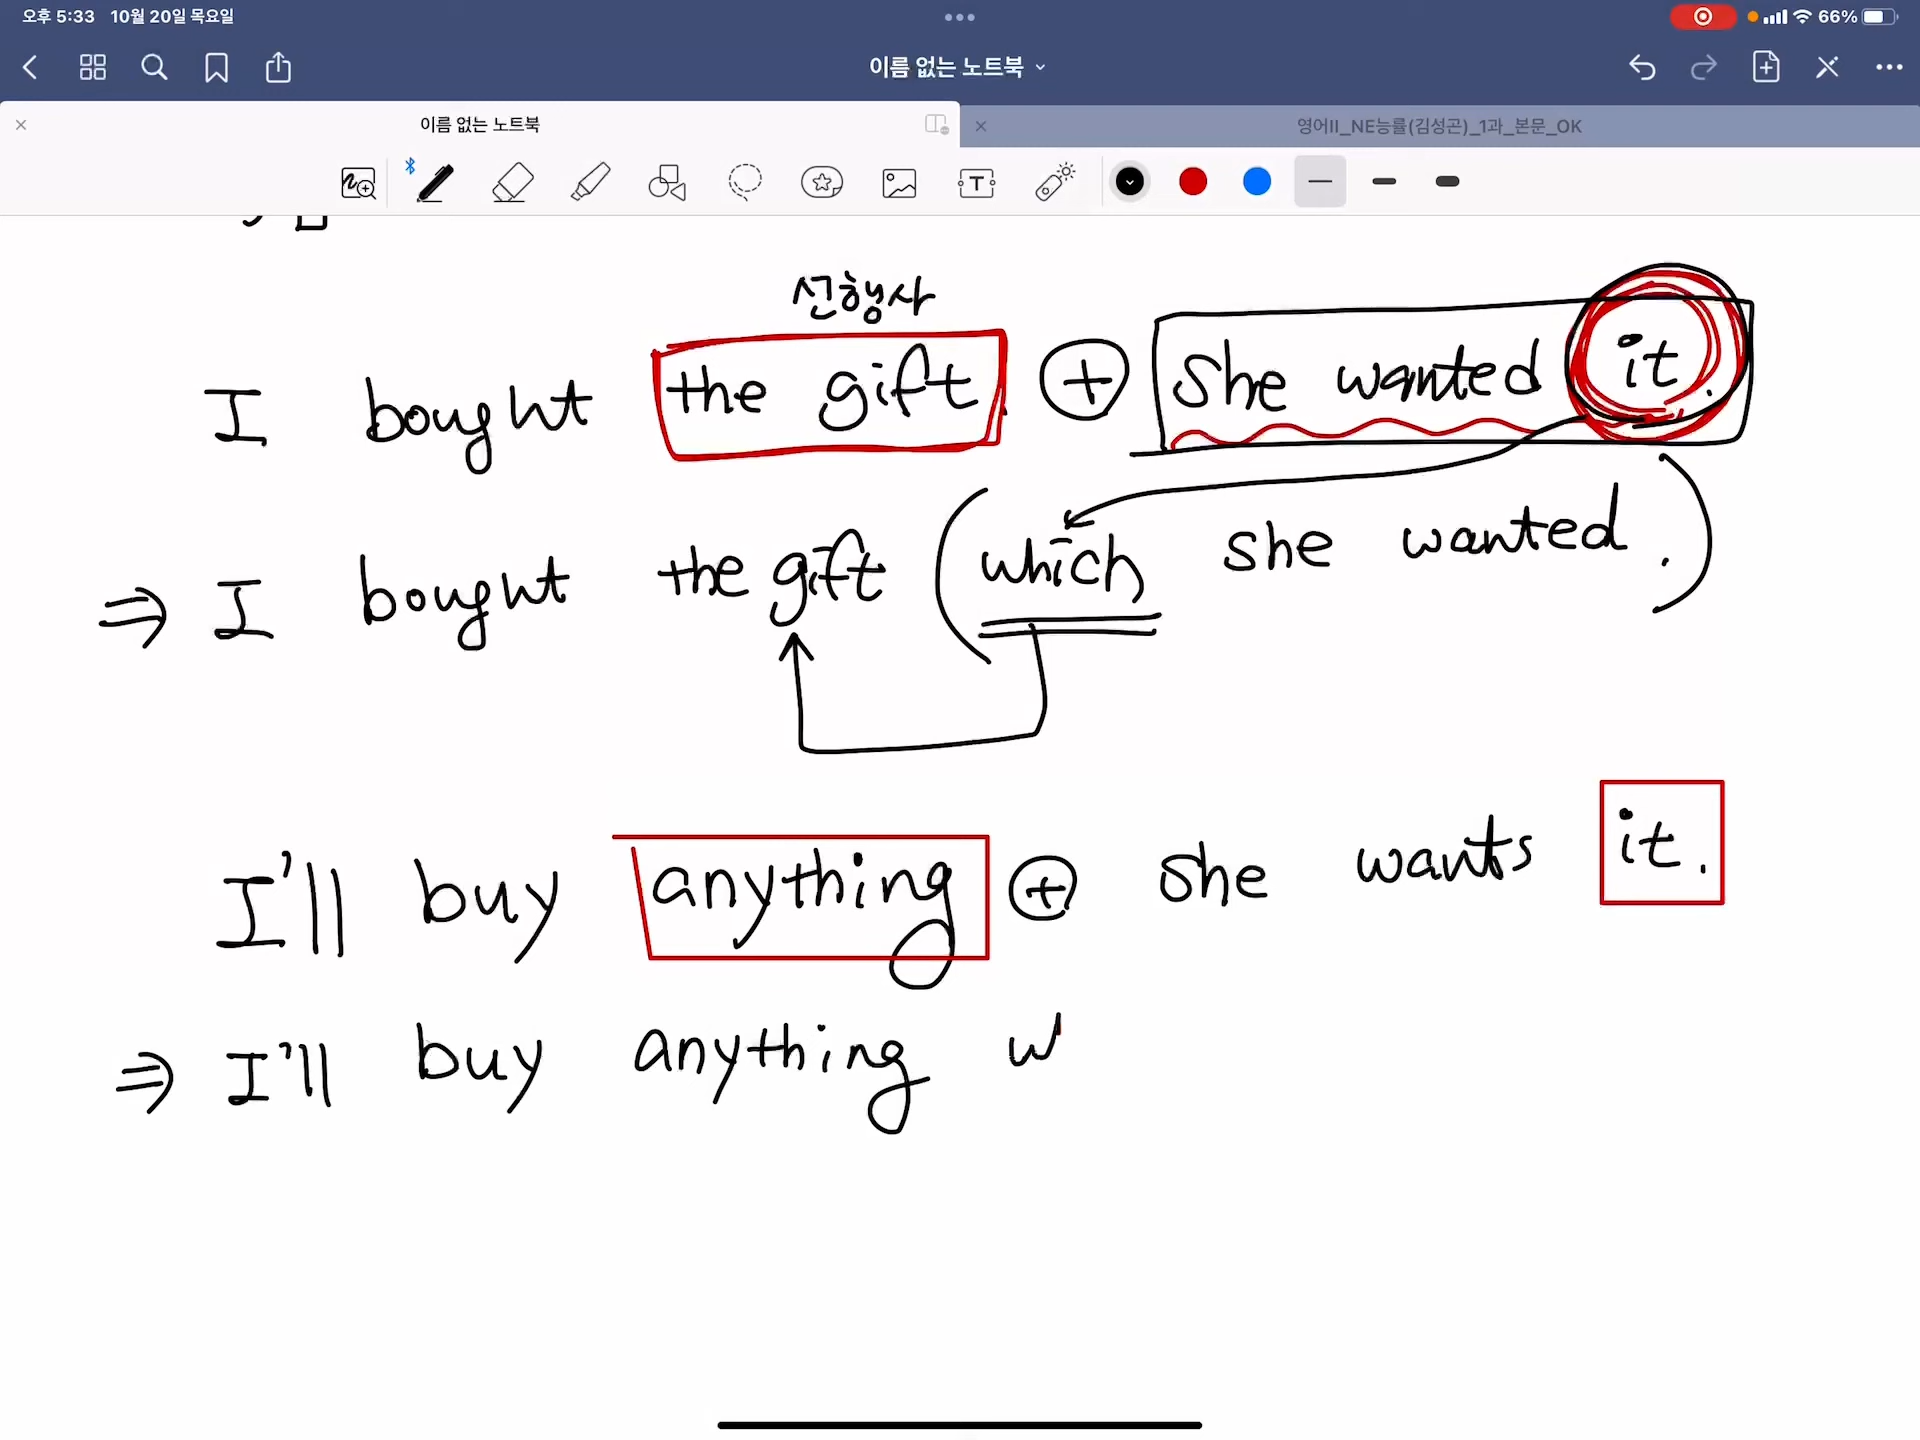 오후 5:33 10월 20일 목요일 66%
이름 없는 노트북
이름 없는 노트북 영어II_NE능률(김성곤)_1과_본문_OK
T
선행사
I bought the gift. + She wanted it.
⇒ I bought the gift (which she wanted.)
I'll buy anything + she wants it.
⇒ I'll buy anything w